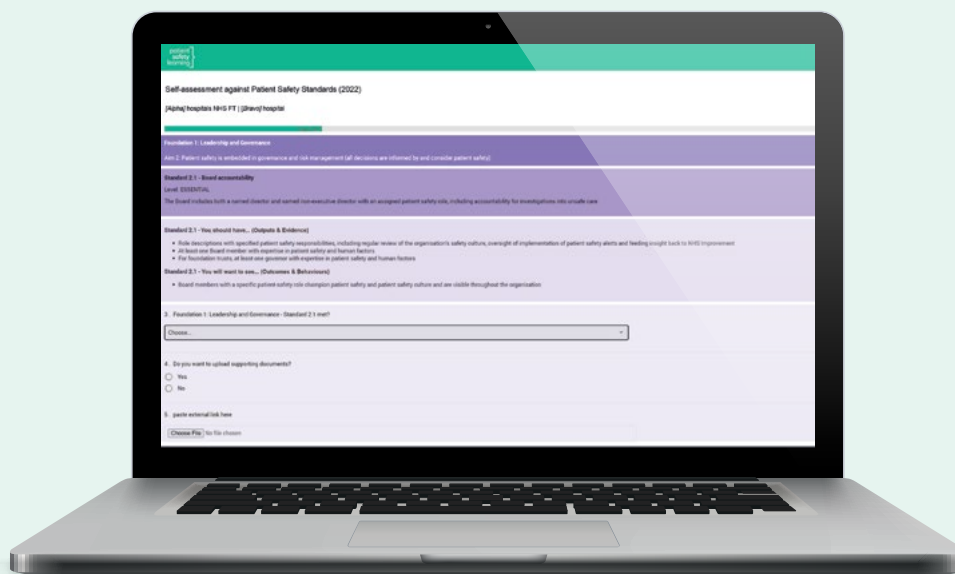 patient
safety
learning
Self-assessment against Patient Safety Standards (2022)
[Alpha] hospitals NHS FT | [Bravo] hospital
Foundation 1: Leadership and Governance
Aim 2: Patient safety is embedded in governance and risk management (all decisions are informed by and consider patient safety)
Standard 2.1 - Board accountability
Level: ESSENTIAL
The Board includes both a named director and named non-executive director with an assigned patient safety role, including accountability for investigations into unsafe care
Standard 2.1 - You should have... (Outputs & Evidence)
• Role descriptions with specified patient safety responsibilities, including regular review of the organisation's safety culture, oversight of implementation of patient safety alerts and feeding insight back to NHS Improvement
• At least one Board member with expertise in patient safety and human factors
• For foundation trusts, at least one governor with expertise in patient safety and human factors
Standard 2.1 - You will want to see... (Outcomes & Behaviours)
• Board members with a specific patient safety role champion patient safety and patient safety culture and are visible throughout the organisation
3. Foundation 1: Leadership and Governance - Standard 2.1 met?
Choose...
4. Do you want to upload supporting documents?
Yes
No
5. paste external link here
Choose File No file chosen